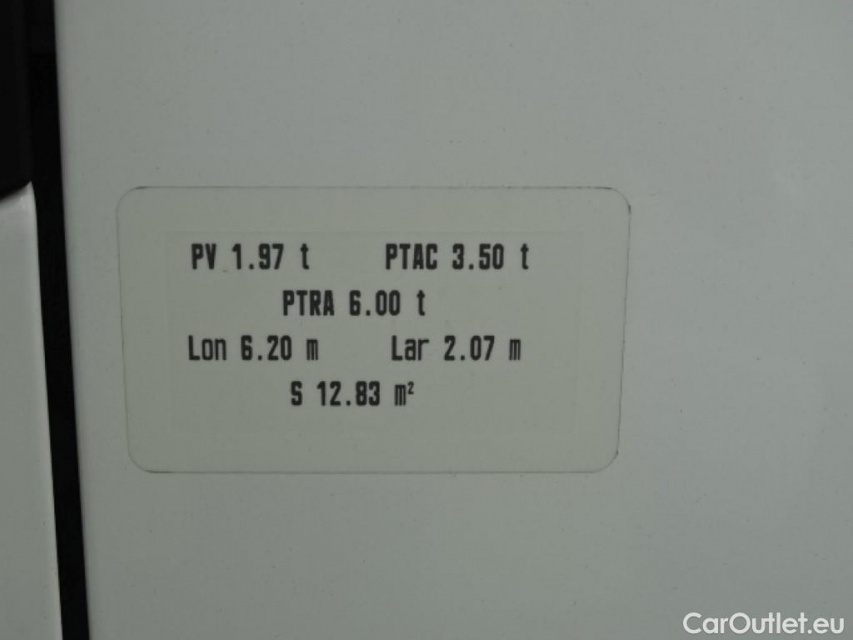 PV 1.97 t PTAC 3.50 t
PTRA 6.00 t
Lon 6.20 m Lar 2.07 m
S 12.83 m²
CarOutlet.eu